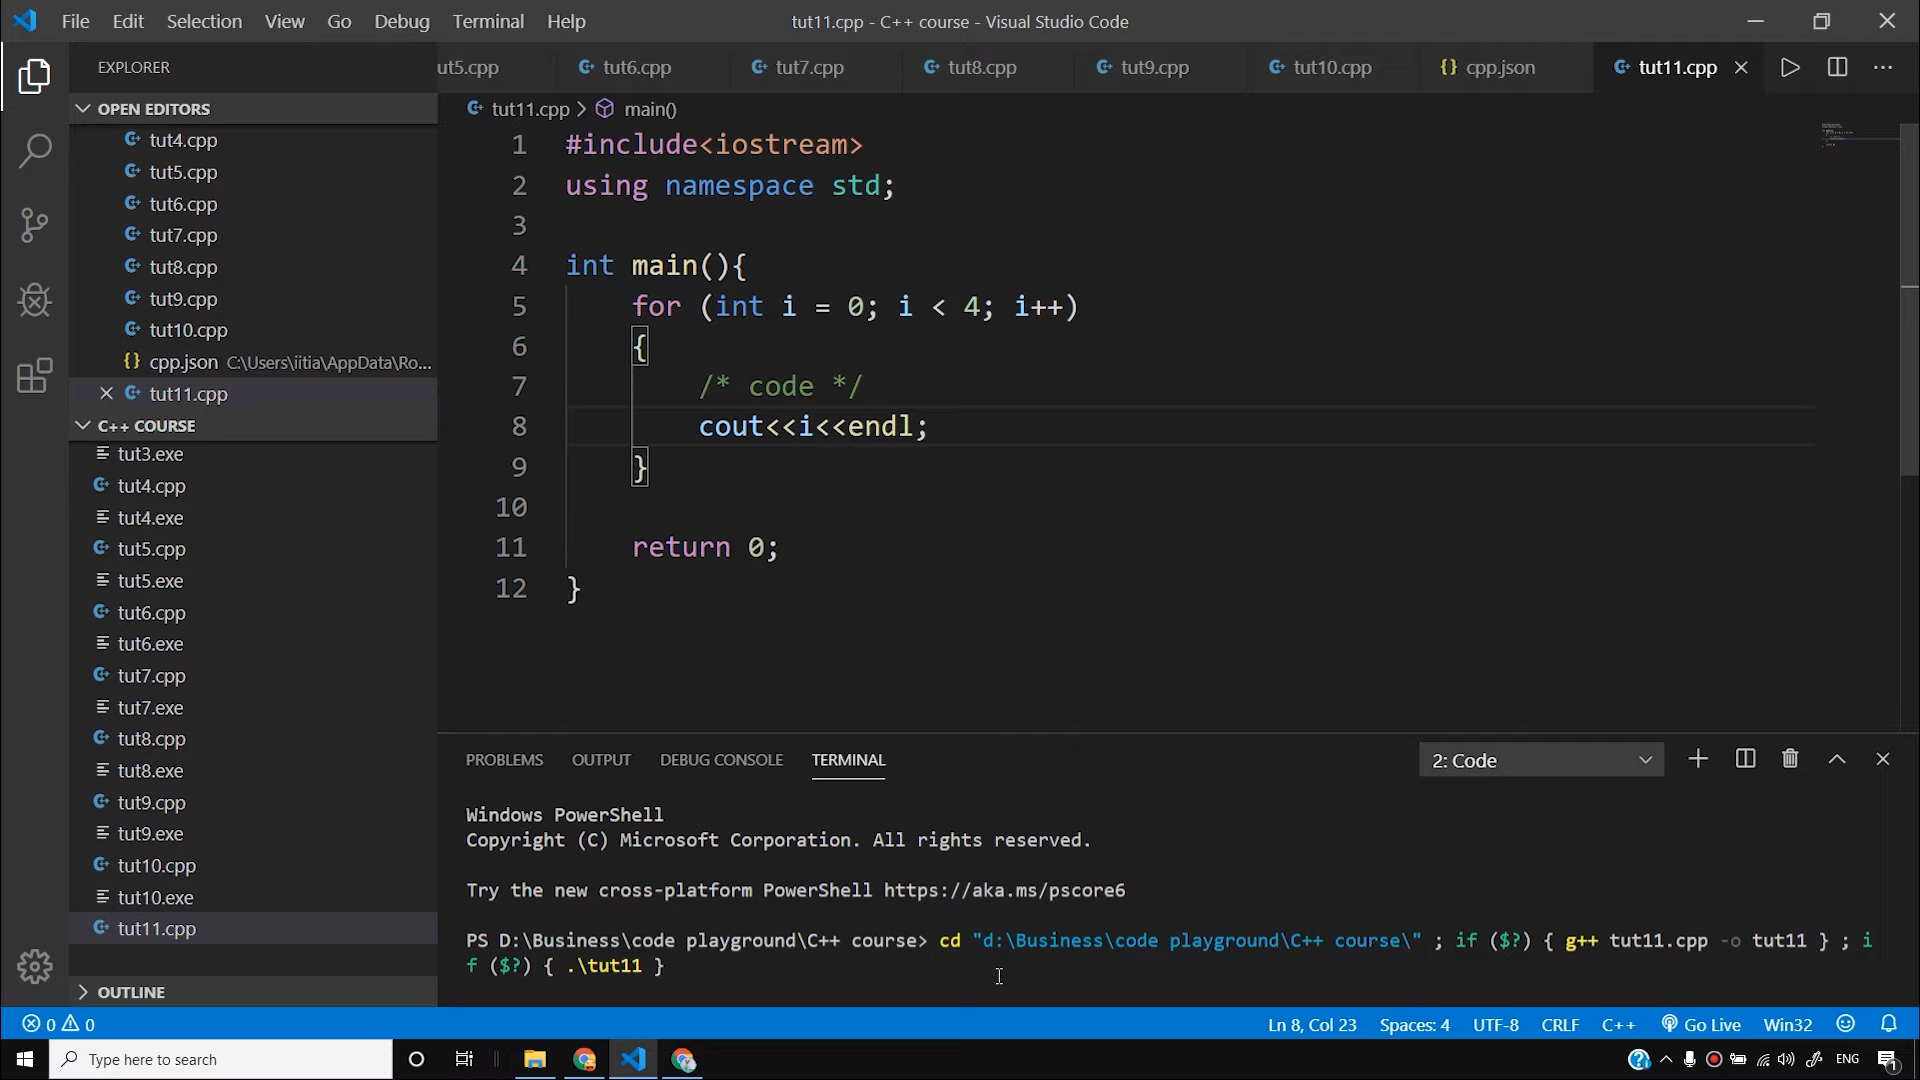 File Edit Selection View Go Debug Terminal Help
tut11.cpp - C++ course - Visual Studio Code
EXPLORER
OPEN EDITORS
tut4.cpp
tut5.cpp
tut6.cpp
tut7.cpp
tut8.cpp
tut9.cpp
tut10.cpp
{} cpp.json C:\Users\iitia\AppData\Ro...
tut11.cpp
C++ COURSE
tut3.exe
tut4.cpp
tut4.exe
tut5.cpp
tut5.exe
tut6.cpp
tut6.exe
tut7.cpp
tut7.exe
tut8.cpp
tut8.exe
tut9.cpp
tut9.exe
tut10.cpp
tut10.exe
tut11.cpp
OUTLINE
ut5.cpp tut6.cpp tut7.cpp tut8.cpp tut9.cpp tut10.cpp {} cpp.json tut11.cpp
tut11.cpp > main()
1 #include<iostream>
2 using namespace std;
3
4 int main(){
5 for (int i = 0; i < 4; i++)
6 {
7 /* code */
8 cout<<i<<endl;
9 }
10
11 return 0;
12 }
PROBLEMS OUTPUT DEBUG CONSOLE TERMINAL
2: Code
Windows PowerShell
Copyright (C) Microsoft Corporation. All rights reserved.
Try the new cross-platform PowerShell https://aka.ms/pscore6
PS D:\Business\code playground\C++ course> cd "d:\Business\code playground\C++ course\" ; if ($?) { g++ tut11.cpp -o tut11 } ; i
f ($?) { .\tut11 }
0 0
Ln 8, Col 23 Spaces: 4 UTF-8 CRLF C++ Go Live Win32
Type here to search
ENG
1